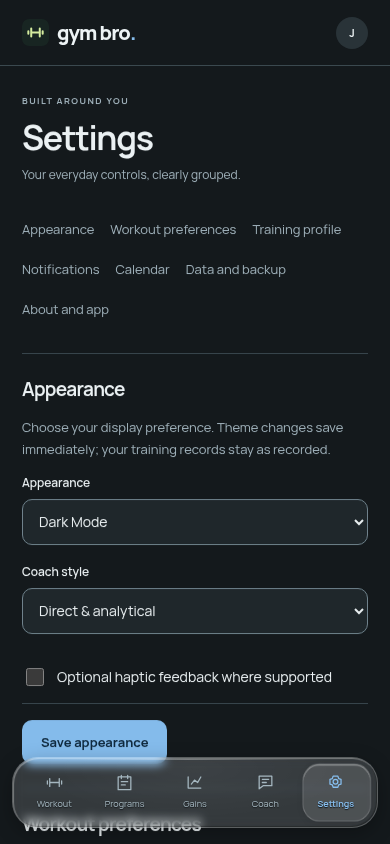 gym bro.
J
BUILT AROUND YOU
Settings
Your everyday controls, clearly grouped.
Appearance Workout preferences Training profile
Notifications Calendar Data and backup
About and app
Appearance
Choose your display preference. Theme changes save
immediately; your training records stay as recorded.
Appearance
Dark Mode
Coach style
Direct & analytical
Optional haptic feedback where supported
Save appearance
Workout Programs Gains Coach Settings
Workout preferences